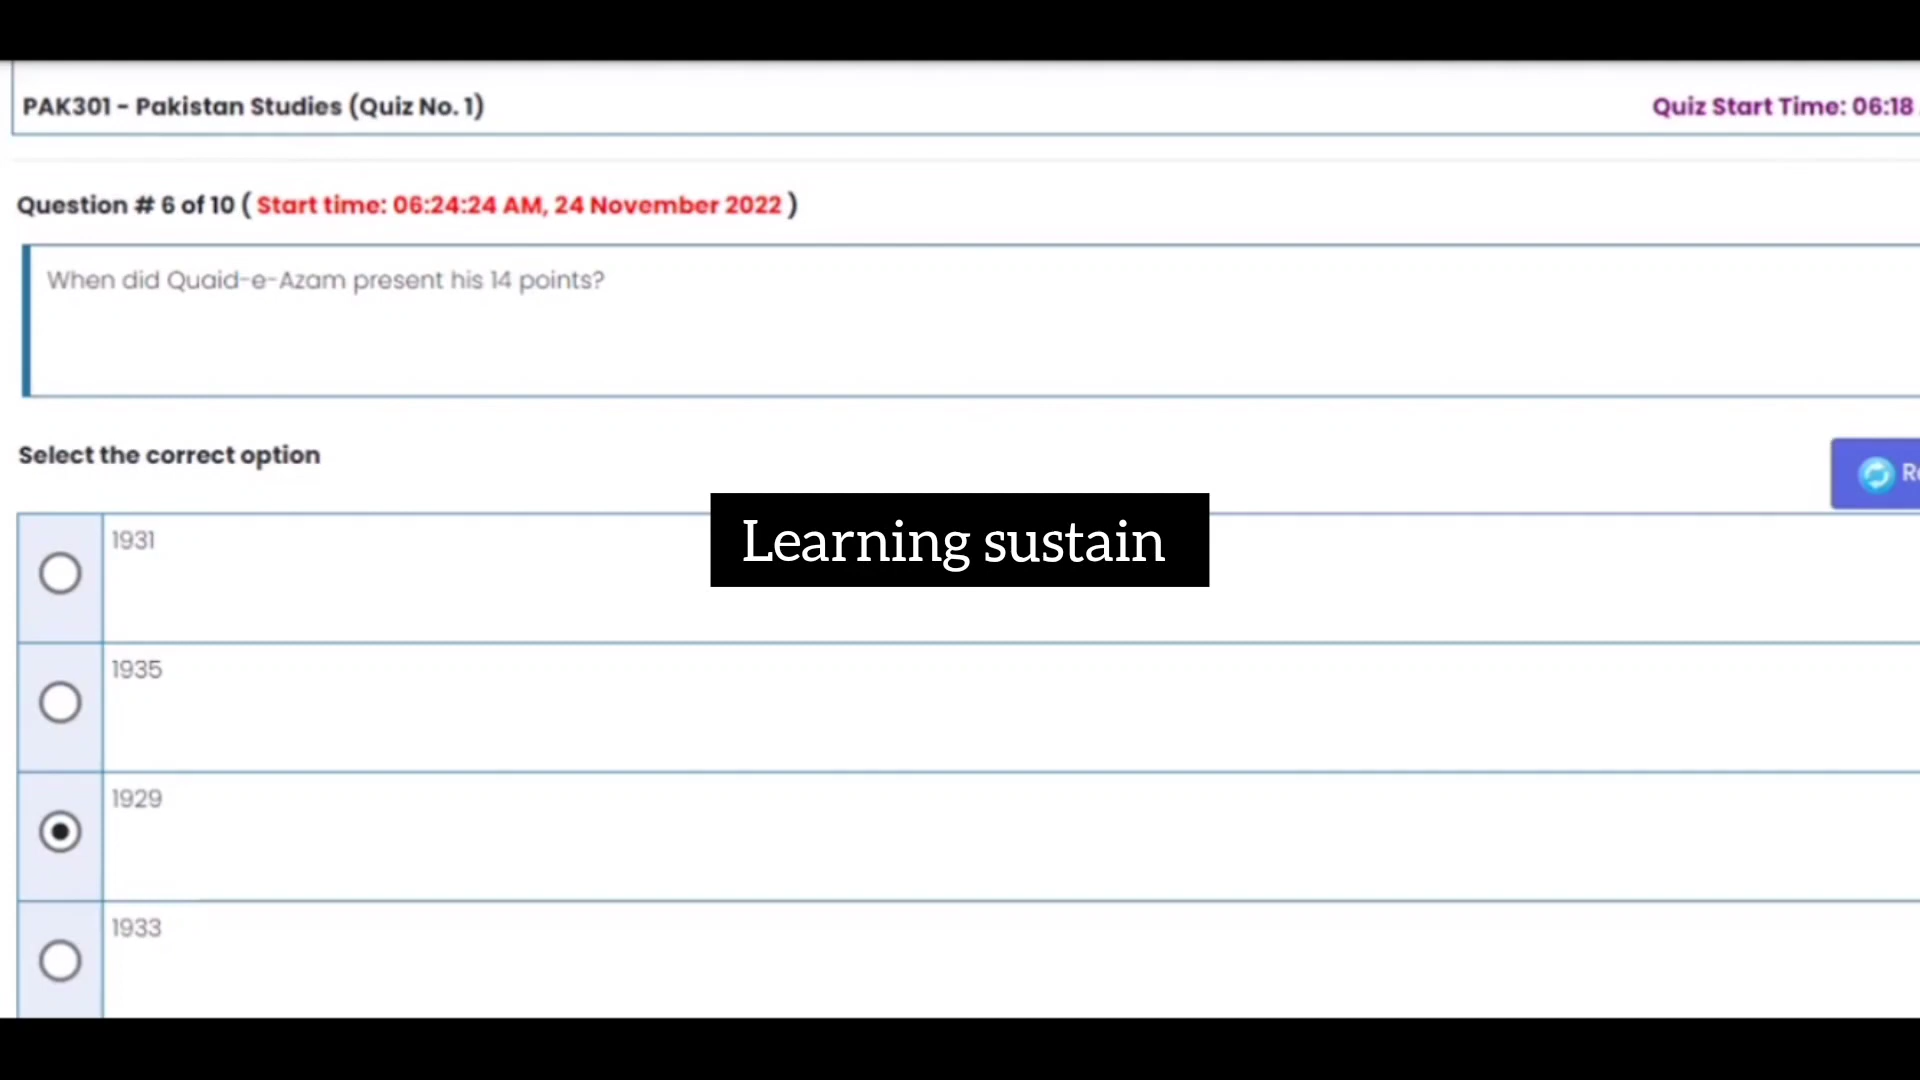 PAK301 - Pakistan Studies (Quiz No. 1)
Quiz Start Time: 06:18
Question # 6 of 10 ( Start time: 06:24:24 AM, 24 November 2022 )
When did Quaid-e-Azam present his 14 points?
Select the correct option
1931
Learning sustain
1935
1929
1933